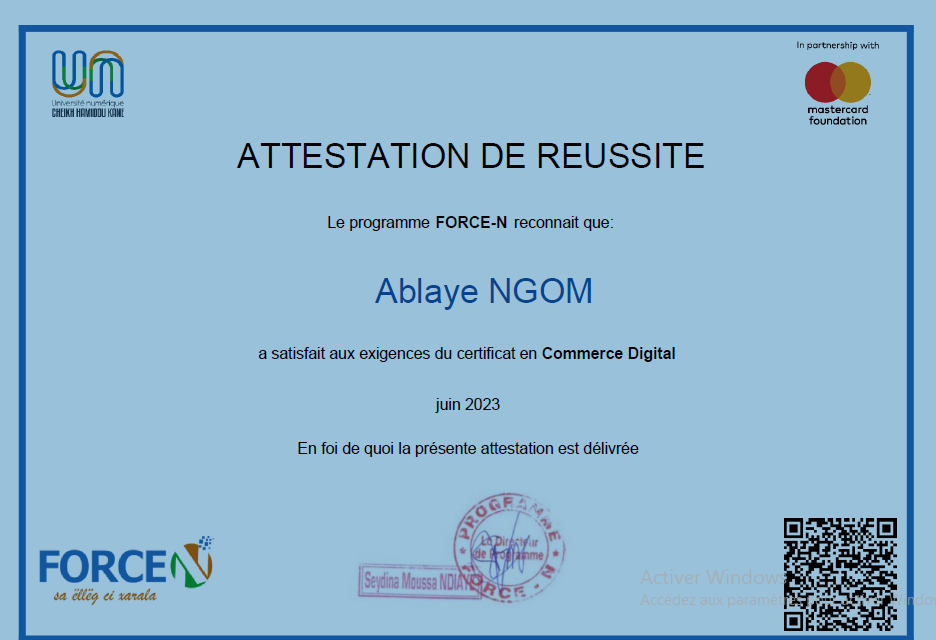 Université numérique
CHEIKH HAMIDOU KANE
In partnership with
mastercard
foundation
ATTESTATION DE REUSSITE
Le programme FORCE-N reconnait que:
Ablaye NGOM
a satisfait aux exigences du certificat en Commerce Digital
juin 2023
En foi de quoi la présente attestation est délivrée
PROGRAMME
Le Directeur
de Programme
FORCE-N
Seydina Moussa NDIAYE
FORCE N
sa ëllëg ci xarala
Activer Windows
Accédez aux